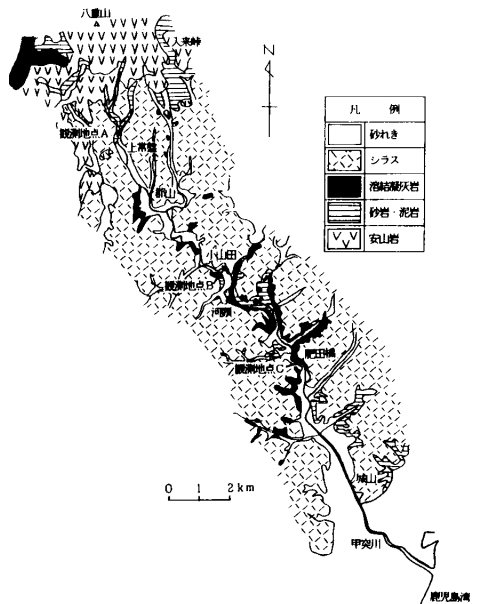 八重山
入来峠
N
凡 例
砂れき
シラス
溶結凝灰岩
砂岩・泥岩
安山岩
観測地点A
上常盤
郡山
小山田
観測地点B
河頭
肥田橋
観測地点C
0 1 2km
城山
甲突川
鹿児島湾